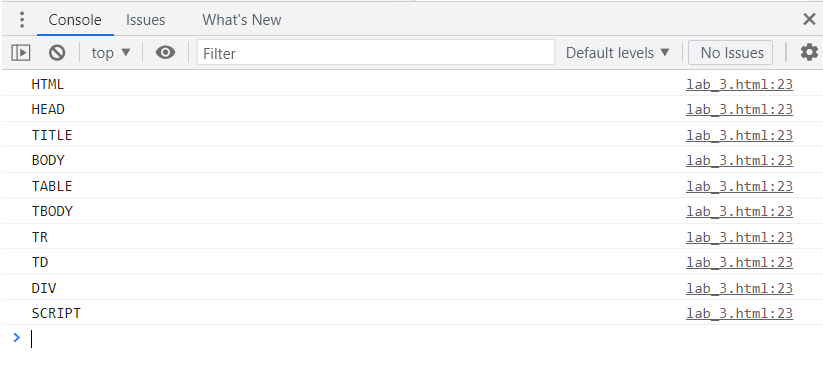 Console Issues What's New
top ▼ Filter Default levels ▼ No Issues
HTML lab_3.html:23
HEAD lab_3.html:23
TITLE lab_3.html:23
BODY lab_3.html:23
TABLE lab_3.html:23
TBODY lab_3.html:23
TR lab_3.html:23
TD lab_3.html:23
DIV lab_3.html:23
SCRIPT lab_3.html:23